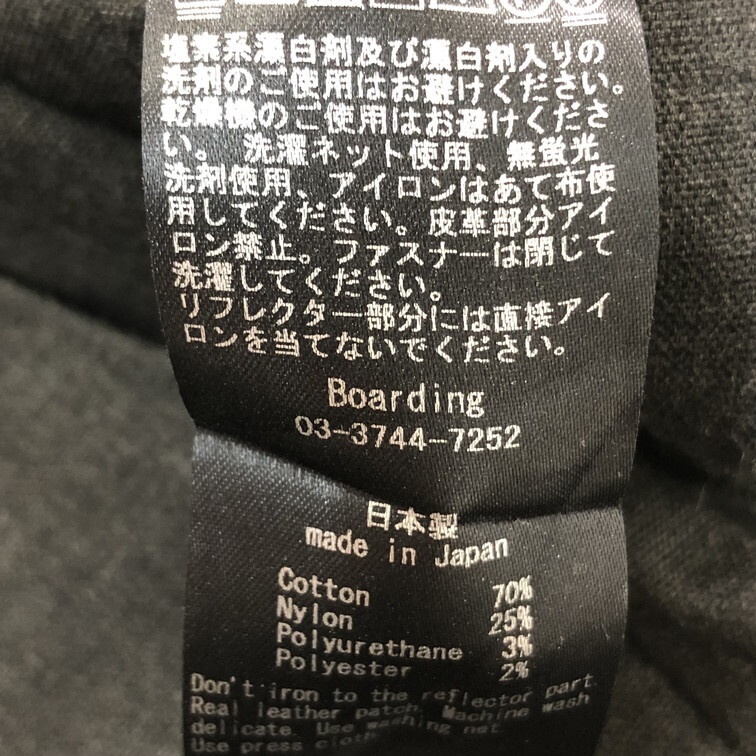 塩素系漂白剤及び漂白剤入りの
洗剤のご使用はお避けください。
乾燥機のご使用はお避けくださ
い。 洗濯ネット使用、無蛍光
洗剤使用、アイロンはあて布使
用してください。皮革部分アイ
ロン禁止。ファスナーは閉じて
洗濯してください。
リフレクター部分には直接アイ
ロンを当てないでください。
Boarding
03-3744-7252
日本製
made in Japan
Cotton 70%
Nylon 25%
Polyurethane 3%
Polyester 2%
Don't iron to the reflector part.
Real leather patch. Machine wash
delicate. Use washing net.
Use press cloth